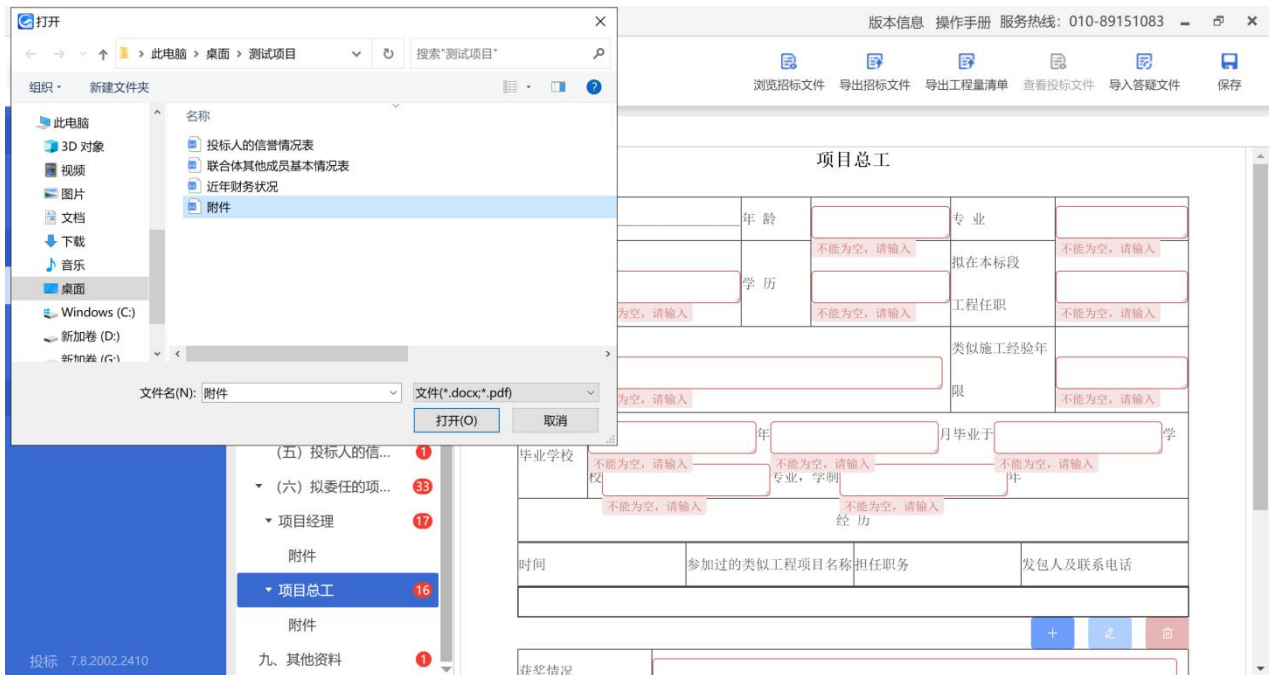 打开
版本信息 操作手册 服务热线：010-89151083
此电脑 › 桌面 › 测试项目
搜索"测试项目"
组织 新建文件夹
浏览招标文件 导出招标文件 导出工程量清单 查看投标文件 导入答疑文件 保存
此电脑
3D 对象
视频
图片
文档
下载
音乐
桌面
Windows (C:)
新加卷 (D:)
新加卷 (G:)
名称
投标人的信誉情况表
联合体其他成员基本情况表
近年财务状况
附件
文件名(N): 附件
文件(*.docx;*.pdf)
打开(O) 取消
(五) 投标人的信... 1
(六) 拟委任的项... 33
项目经理 17
附件
项目总工 16
附件
九、其他资料 1
投标 7.8.2002.2410
项目总工
年 龄
不能为空，请输入
专 业
不能为空，请输入
为空，请输入
学 历
不能为空，请输入
拟在本标段
工程任职
不能为空，请输入
为空，请输入
类似施工经验年
限
不能为空，请输入
毕业学校
年
月毕业于
学
不能为空，请输入
不能为空，请输入
不能为空，请输入
校
专业，学制
年
不能为空，请输入
不能为空，请输入
经 历
时间 参加过的类似工程项目名称 担任职务 发包人及联系电话
+
获奖情况